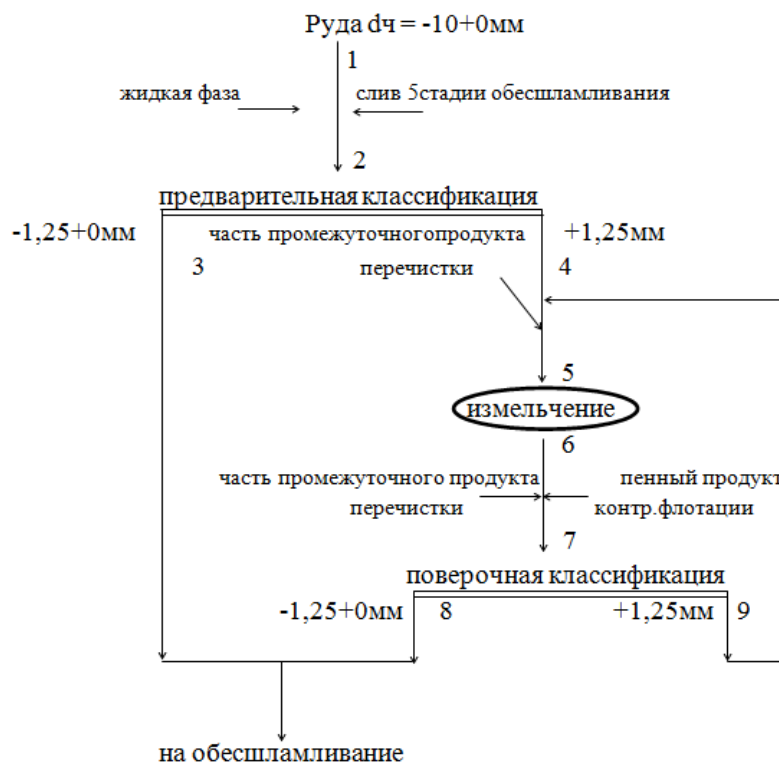 Руда dч = -10+0мм
1
жидкая фаза
слив 5стадии обесшламливания
2
предварительная классификация
-1,25+0мм
часть промежуточногопродукта
+1,25мм
3
перечистки
4
5
измельчение
6
часть промежуточного продукта
пенный продукт
перечистки
контр.флотации
7
поверочная классификация
-1,25+0мм
8
+1,25мм
9
на обесшламливание